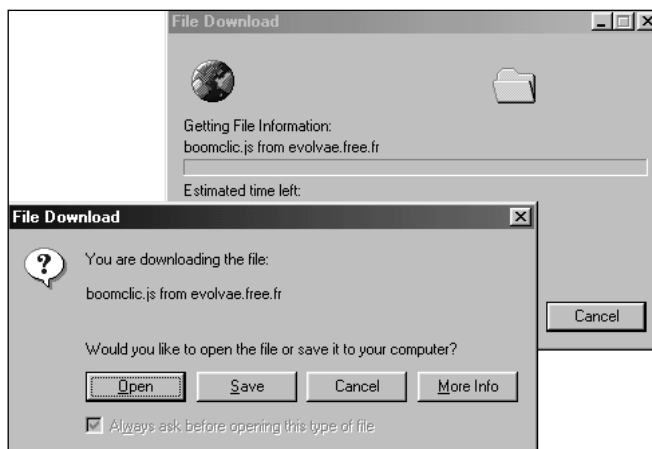 File Download
Getting File Information:
boomclic.js from evolvae.free.fr
Estimated time left:
Cancel
File Download
You are downloading the file:
boomclic.js from evolvae.free.fr
Would you like to open the file or save it to your computer?
Open Save Cancel More Info
Always ask before opening this type of file